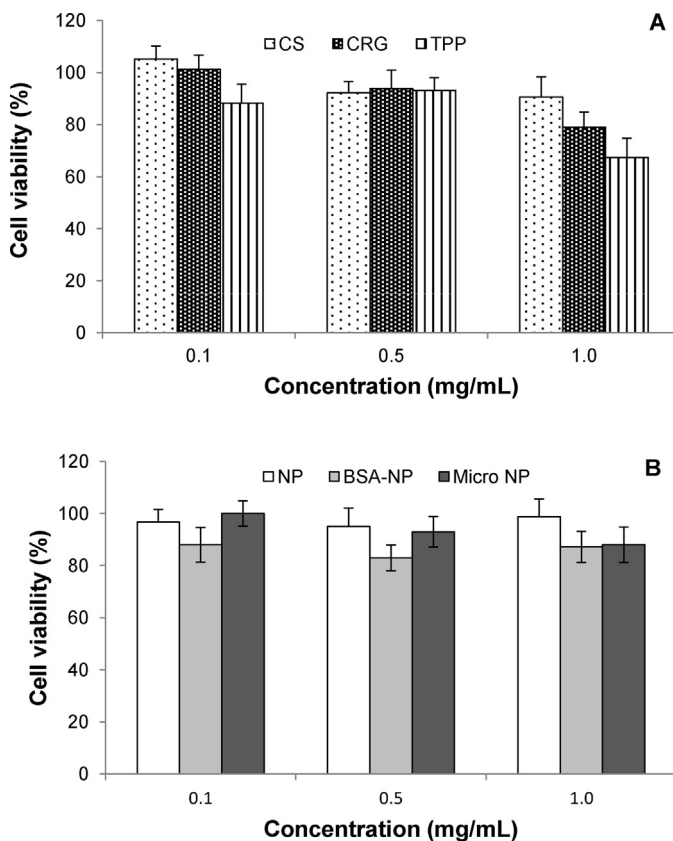 A
CS CRG TPP
Cell viability (%)
120
100
80
60
40
20
0
0.1 0.5 1.0
Concentration (mg/mL)
B
NP BSA-NP Micro NP
Cell viability (%)
120
100
80
60
40
20
0
0.1 0.5 1.0
Concentration (mg/mL)